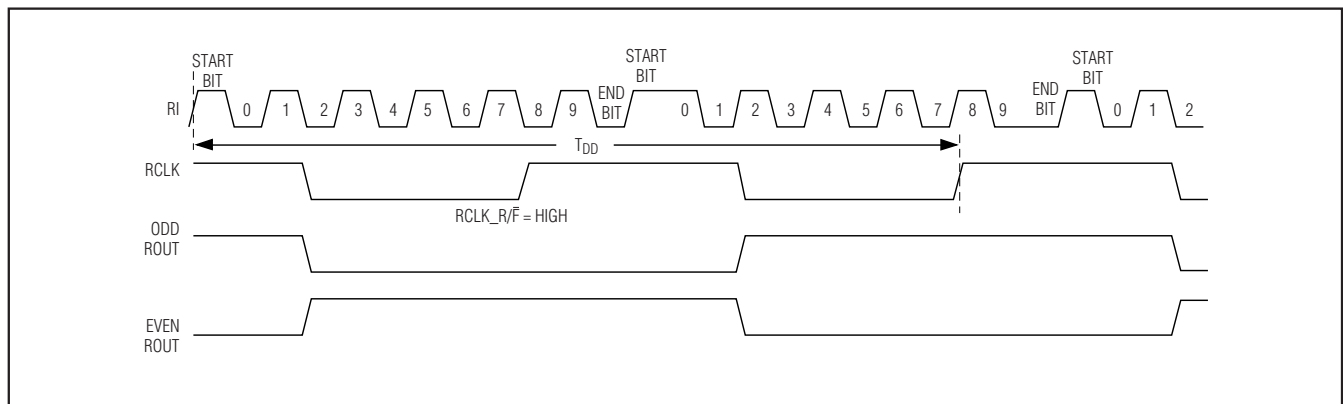 START
BIT
RI
0 1 2 3 4 5 6 7 8 9
END
BIT
START
BIT
0 1 2 3 4 5 6 7 8 9
END
BIT
START
BIT
0 1 2
TDD
RCLK
RCLK_R/F̅ = HIGH
ODD
ROUT
EVEN
ROUT